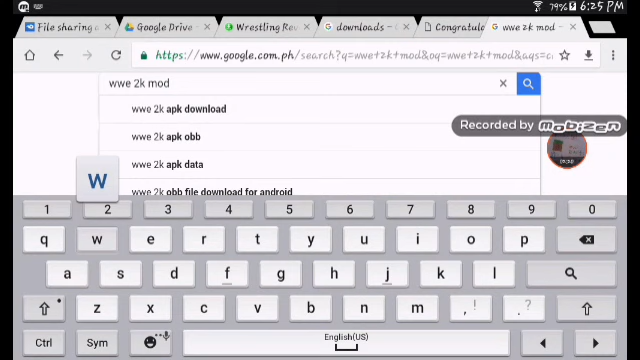 79% 6:25 PM
File sharing a
Google Drive
Wrestling Rev
downloads - G
Congratula
wwe 2k mod -
https://www.google.com.ph/search?q=wwe+2k+mod&oq=wwe+2k+mod&aqs=c
wwe 2k mod
wwe 2k apk download
wwe 2k apk obb
wwe 2k apk data
wwe 2k obb file download for android
Recorded by mobizen
W
1 2 3 4 5 6 7 8 9 0
q w e r t y u i o p
a s d f g h j k l
z x c v b n m , ! . ?
Ctrl Sym English(US)